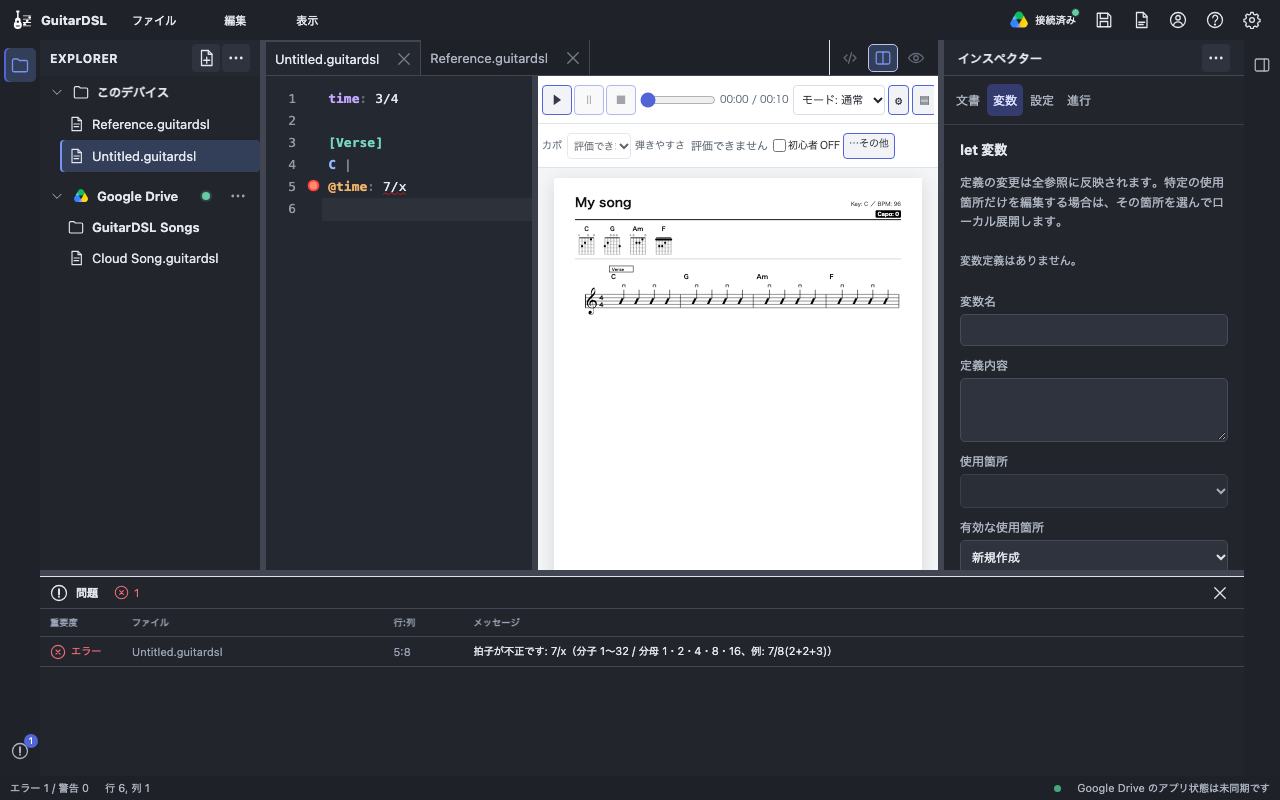 GuitarDSL ファイル 編集 表示 接続済み
EXPLORER
このデバイス
Reference.guitardsl
Untitled.guitardsl
Google Drive
GuitarDSL Songs
Cloud Song.guitardsl
Untitled.guitardsl Reference.guitardsl
1 time: 3/4
2
3 [Verse]
4 C |
5 @time: 7/x
6
00:00 / 00:10 モード: 通常
カポ 評価でき: 弾きやすさ 評価できません 初心者 OFF …その他
My song
Key: C ／ BPM: 96
Capo: 0
C G Am F
Verse
C G Am F
4
4
インスペクター
文書 変数 設定 進行
let 変数
定義の変更は全参照に反映されます。特定の使用
箇所だけを編集する場合は、その箇所を選んでロ
ーカル展開します。
変数定義はありません。
変数名
定義内容
使用箇所
有効な使用箇所
新規作成
問題 1
重要度 ファイル 行:列 メッセージ
エラー Untitled.guitardsl 5:8 拍子が不正です: 7/x（分子 1〜32 / 分母 1・2・4・8・16、例: 7/8(2+2+3)）
1
エラー 1 / 警告 0 行 6, 列 1 Google Drive のアプリ状態は未同期です